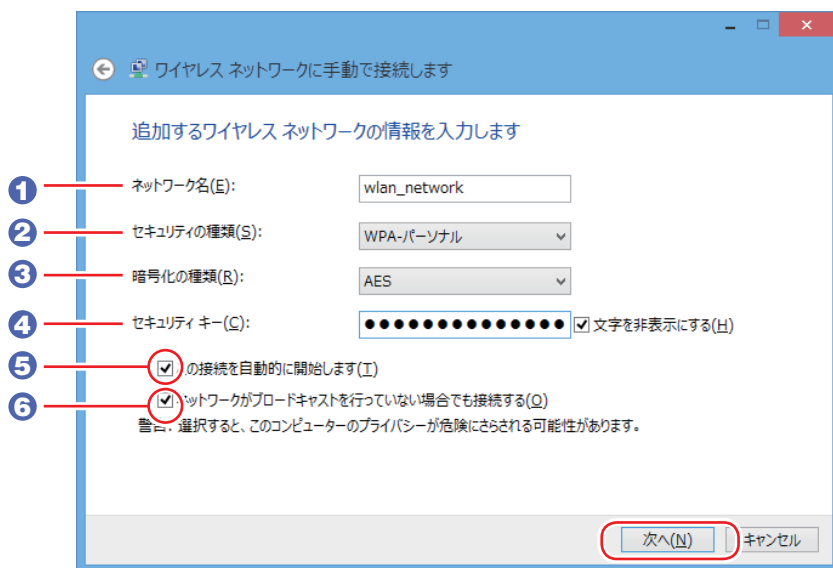 ワイヤレス ネットワークに手動で接続します
追加するワイヤレス ネットワークの情報を入力します
1 ネットワーク名(E): wlan_network
2 セキュリティの種類(S): WPA-パーソナル
3 暗号化の種類(R): AES
4 セキュリティ キー(C): ●●●●●●●●●●●●●● 文字を非表示にする(H)
5 この接続を自動的に開始します(T)
6 ネットワークがブロードキャストを行っていない場合でも接続する(O)
警告: 選択すると、このコンピューターのプライバシーが危険にさらされる可能性があります。
次へ(N) キャンセル